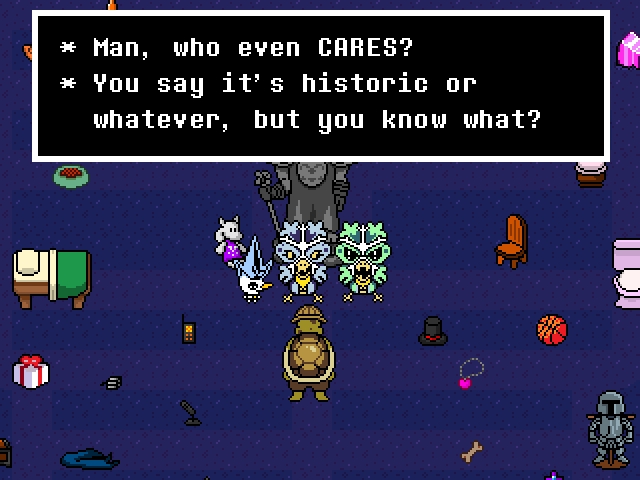 * Man, who even CARES?
* You say it's historic or
whatever, but you know what?